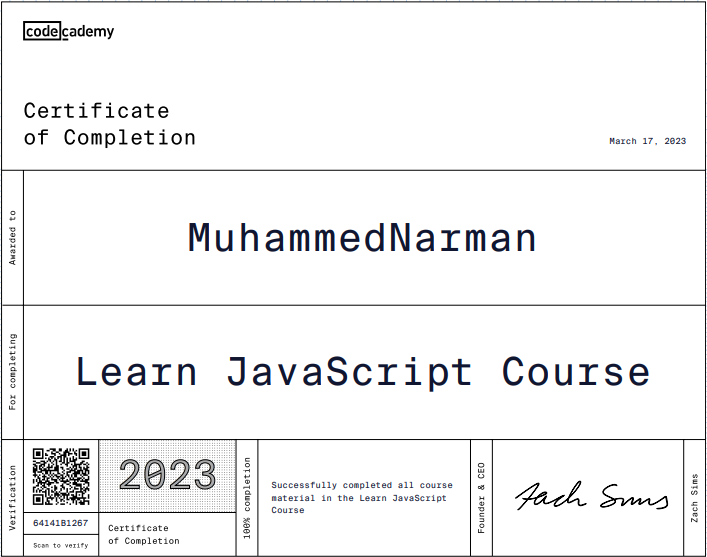 codecademy
Certificate
of Completion
March 17, 2023
Awarded to
MuhammedNarman
For completing
Learn JavaScript Course
Verification
64141B1267
Scan to verify
2023
Certificate
of Completion
100% completion
Successfully completed all course
material in the Learn JavaScript
Course
Founder & CEO
Zach Sims
Zach Sims